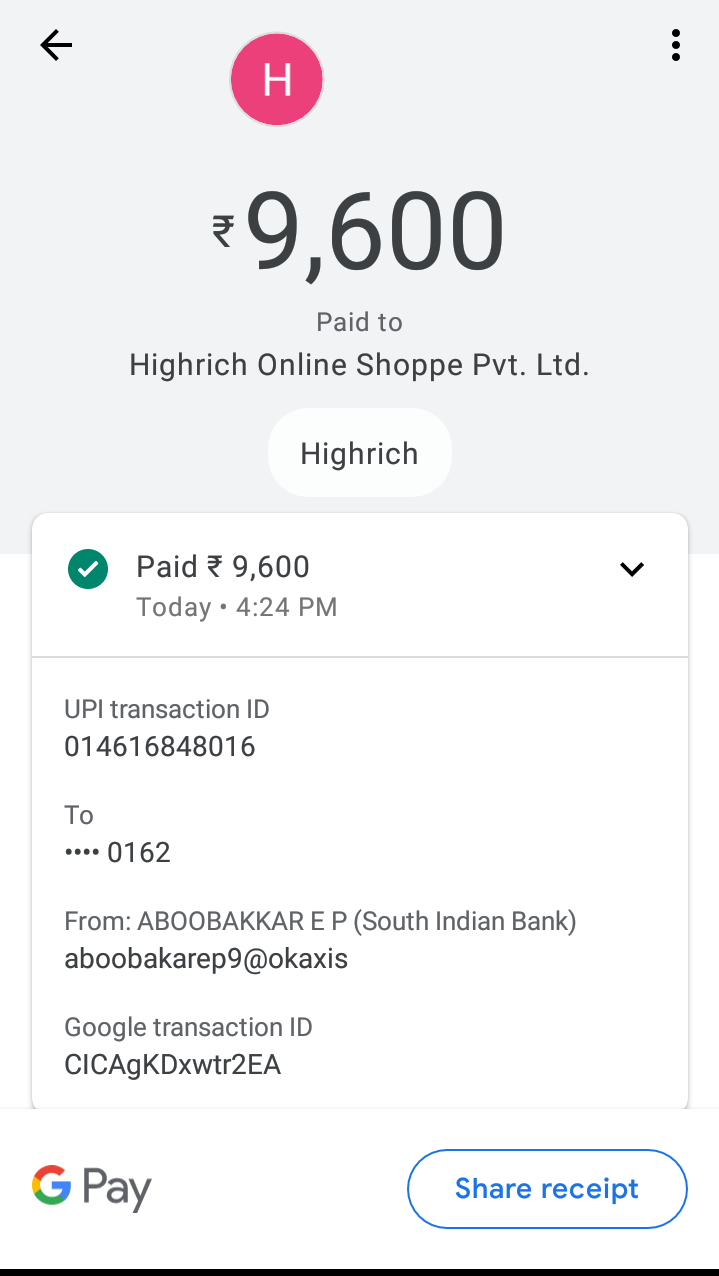 H
₹9,600
Paid to
Highrich Online Shoppe Pvt. Ltd.
Highrich
Paid ₹ 9,600
Today • 4:24 PM
UPI transaction ID
014616848016
To
•••• 0162
From: ABOOBAKKAR E P (South Indian Bank)
aboobakarep9@okaxis
Google transaction ID
CICAgKDxwtr2EA
G Pay
Share receipt